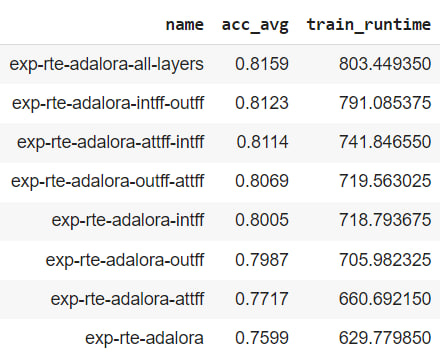 name acc_avg train_runtime
exp-rte-adalora-all-layers 0.8159 803.449350
exp-rte-adalora-intff-outff 0.8123 791.085375
exp-rte-adalora-attff-intff 0.8114 741.846550
exp-rte-adalora-outff-attff 0.8069 719.563025
exp-rte-adalora-intff 0.8005 718.793675
exp-rte-adalora-outff 0.7987 705.982325
exp-rte-adalora-attff 0.7717 660.692150
exp-rte-adalora 0.7599 629.779850